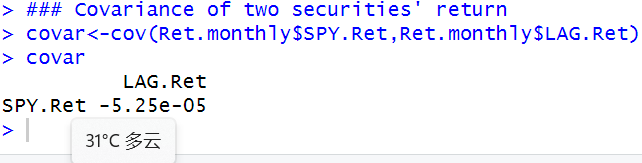 > ### Covariance of two securities' return
> covar<-cov(Ret.monthly$SPY.Ret,Ret.monthly$LAG.Ret)
> covar
LAG.Ret
SPY.Ret -5.25e-05
>
31°C 多云